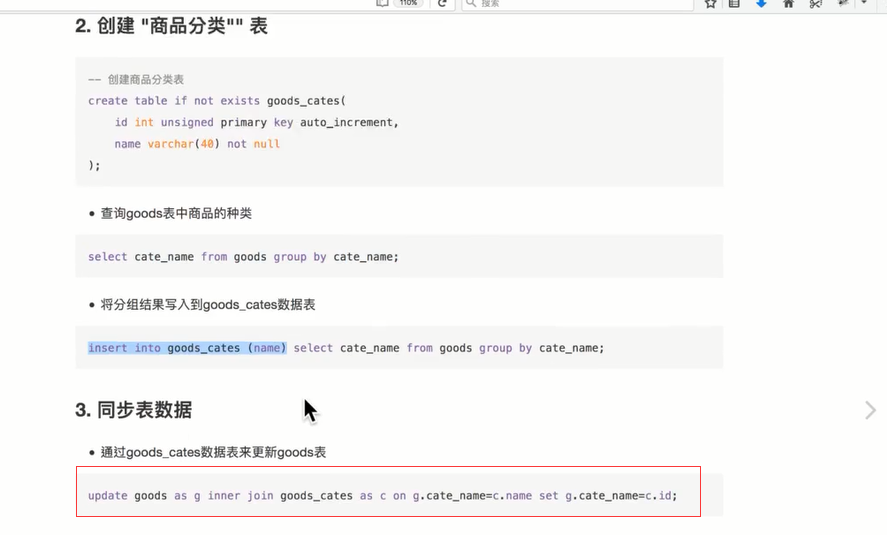 110%
搜索
2. 创建 "商品分类"" 表
-- 创建商品分类表
create table if not exists goods_cates(
    id int unsigned primary key auto_increment,
    name varchar(40) not null
);
• 查询goods表中商品的种类
select cate_name from goods group by cate_name;
• 将分组结果写入到goods_cates数据表
insert into goods_cates (name) select cate_name from goods group by cate_name;
3. 同步表数据
• 通过goods_cates数据表来更新goods表
update goods as g inner join goods_cates as c on g.cate_name=c.name set g.cate_name=c.id;